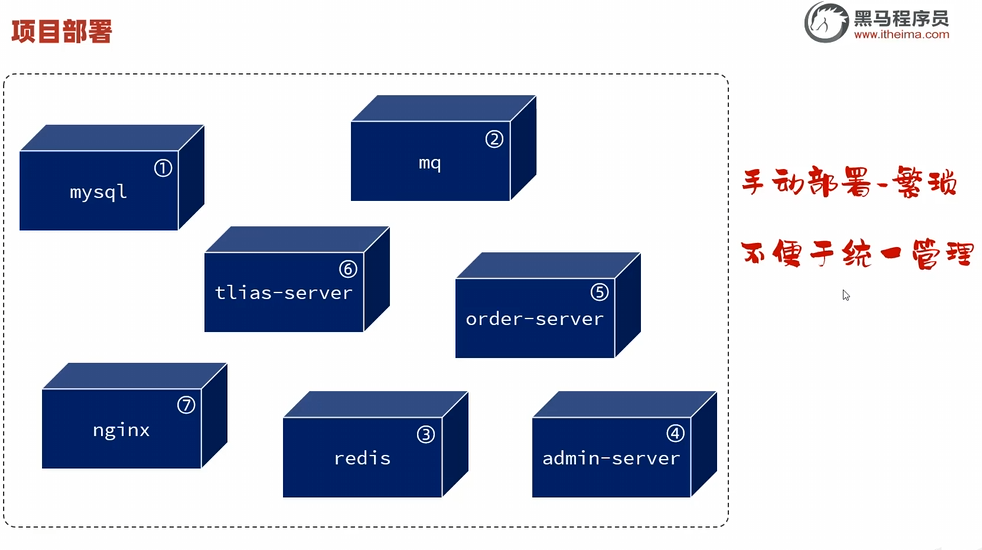 项目部署
黑马程序员
www.itheima.com
① mysql
② mq
手动部署-繁琐
不便于统一管理
⑥ tlias-server
⑤ order-server
⑦ nginx
③ redis
④ admin-server